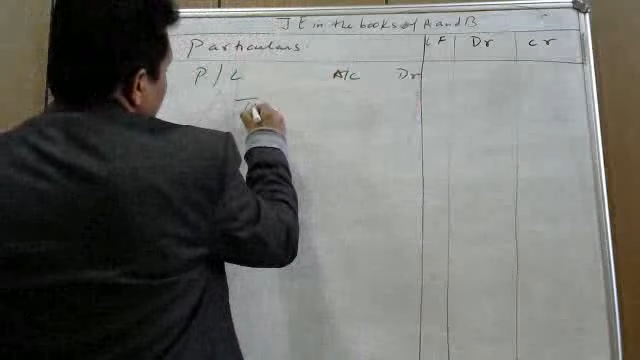 J E in the books of A and B
Particulars L F Dr Cr
P/L A/C Dr